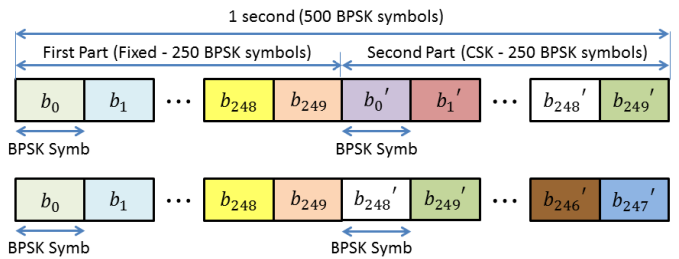 1 second (500 BPSK symbols)
First Part (Fixed - 250 BPSK symbols) Second Part (CSK - 250 BPSK symbols)
b₀ b₁ ⋯ b₂₄₈ b₂₄₉ b₀′ b₁′ ⋯ b₂₄₈′ b₂₄₉′
BPSK Symb BPSK Symb
b₀ b₁ ⋯ b₂₄₈ b₂₄₉ b₂₄₈′ b₂₄₉′ ⋯ b₂₄₆′ b₂₄₇′
BPSK Symb BPSK Symb